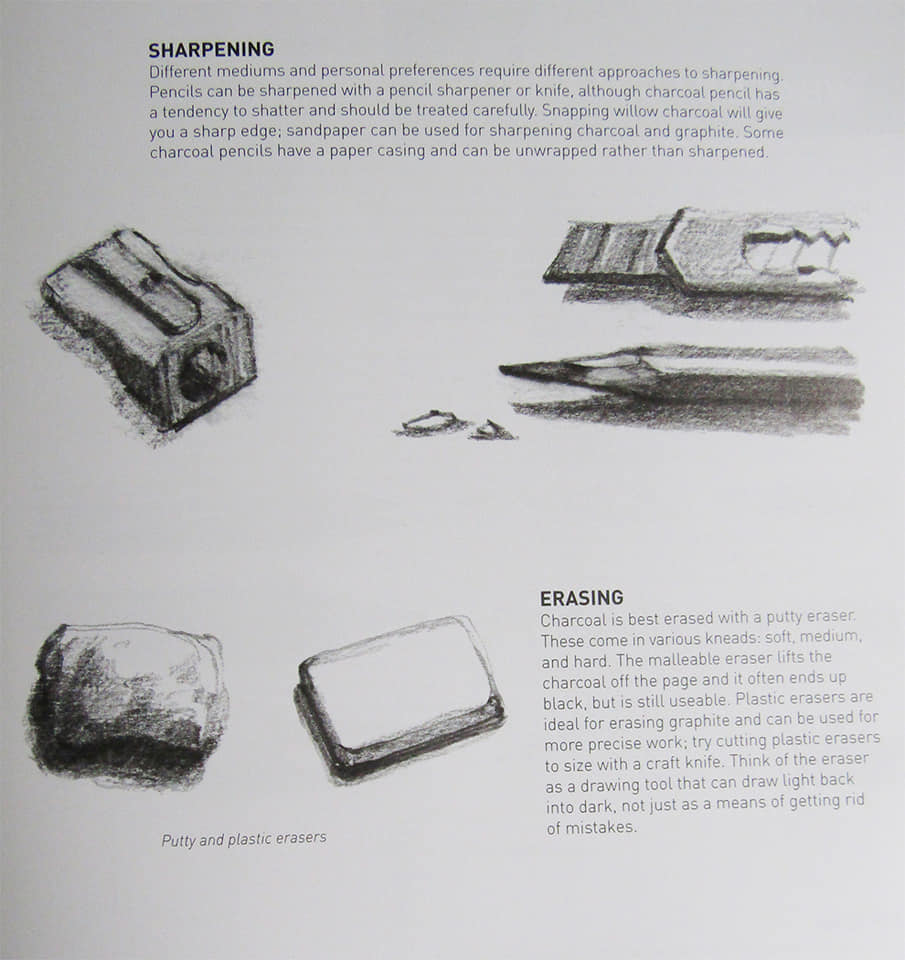 SHARPENING
Different mediums and personal preferences require different approaches to sharpening.
Pencils can be sharpened with a pencil sharpener or knife, although charcoal pencil has
a tendency to shatter and should be treated carefully. Snapping willow charcoal will give
you a sharp edge; sandpaper can be used for sharpening charcoal and graphite. Some
charcoal pencils have a paper casing and can be unwrapped rather than sharpened.
ERASING
Charcoal is best erased with a putty eraser.
These come in various kneads: soft, medium,
and hard. The malleable eraser lifts the
charcoal off the page and it often ends up
black, but is still useable. Plastic erasers are
ideal for erasing graphite and can be used for
more precise work; try cutting plastic erasers
to size with a craft knife. Think of the eraser
as a drawing tool that can draw light back
into dark, not just as a means of getting rid
of mistakes.
Putty and plastic erasers